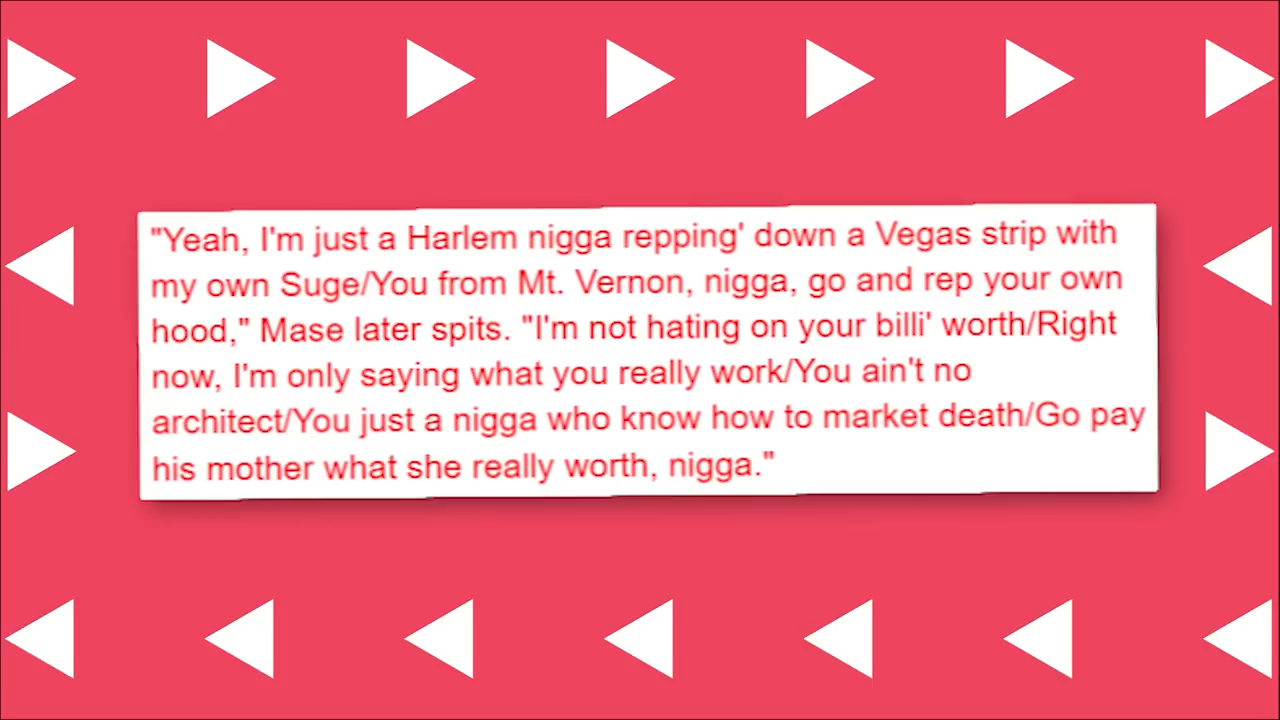 "Yeah, I'm just a Harlem nigga repping' down a Vegas strip with
my own Suge/You from Mt. Vernon, nigga, go and rep your own
hood," Mase later spits. "I'm not hating on your billi' worth/Right
now, I'm only saying what you really work/You ain't no
architect/You just a nigga who know how to market death/Go pay
his mother what she really worth, nigga."